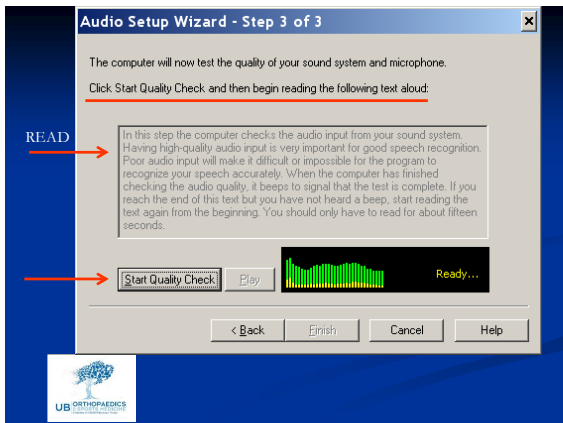 Audio Setup Wizard - Step 3 of 3
The computer will now test the quality of your sound system and microphone.
Click Start Quality Check and then begin reading the following text aloud:
READ
In this step the computer checks the audio input from your sound system.
Having high-quality audio input is very important for good speech recognition.
Poor audio input will make it difficult or impossible for the program to
recognize your speech accurately. When the computer has finished
checking the audio quality, it beeps to signal that the test is complete. If you
reach the end of this text but you have not heard a beep, start reading the
text again from the beginning. You should only have to read for about fifteen
seconds.
Start Quality Check Play Ready...
< Back Finish Cancel Help
UB ORTHOPAEDICS
& SPORTS MEDICINE